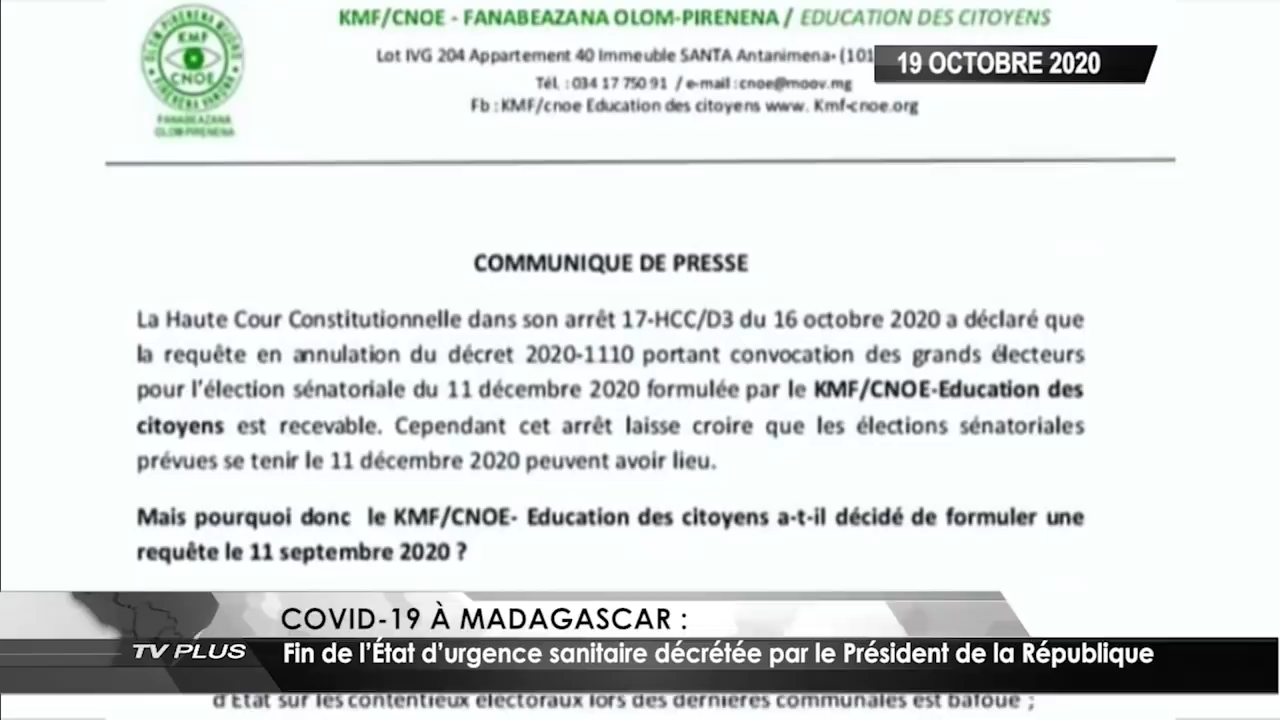 KMF/CNOE - FANABEAZANA OLOM-PIRENENA / EDUCATION DES CITOYENS
Lot IVG 204 Appartement 40 Immeuble SANTA Antanimena- (101
19 OCTOBRE 2020
Tél. : 034 17 750 91 / e-mail : cnoe@moov.mg
Fb : KMF/cnoe Education des citoyens www. Kmf-cnoe.org
KMF
CNOE
FANABEAZANA
OLOM-PIRENENA
COMMUNIQUE DE PRESSE
La Haute Cour Constitutionnelle dans son arrêt 17-HCC/D3 du 16 octobre 2020 a déclaré que
la requête en annulation du décret 2020-1110 portant convocation des grands électeurs
pour l'élection sénatoriale du 11 décembre 2020 formulée par le KMF/CNOE-Education des
citoyens est recevable. Cependant cet arrêt laisse croire que les élections sénatoriales
prévues se tenir le 11 décembre 2020 peuvent avoir lieu.
Mais pourquoi donc le KMF/CNOE- Education des citoyens a-t-il décidé de formuler une
requête le 11 septembre 2020 ?
COVID-19 À MADAGASCAR :
TV PLUS
Fin de l'État d'urgence sanitaire décrétée par le Président de la République
d'Etat sur les contentieux électoraux lors des dernières communales est bafoué ;